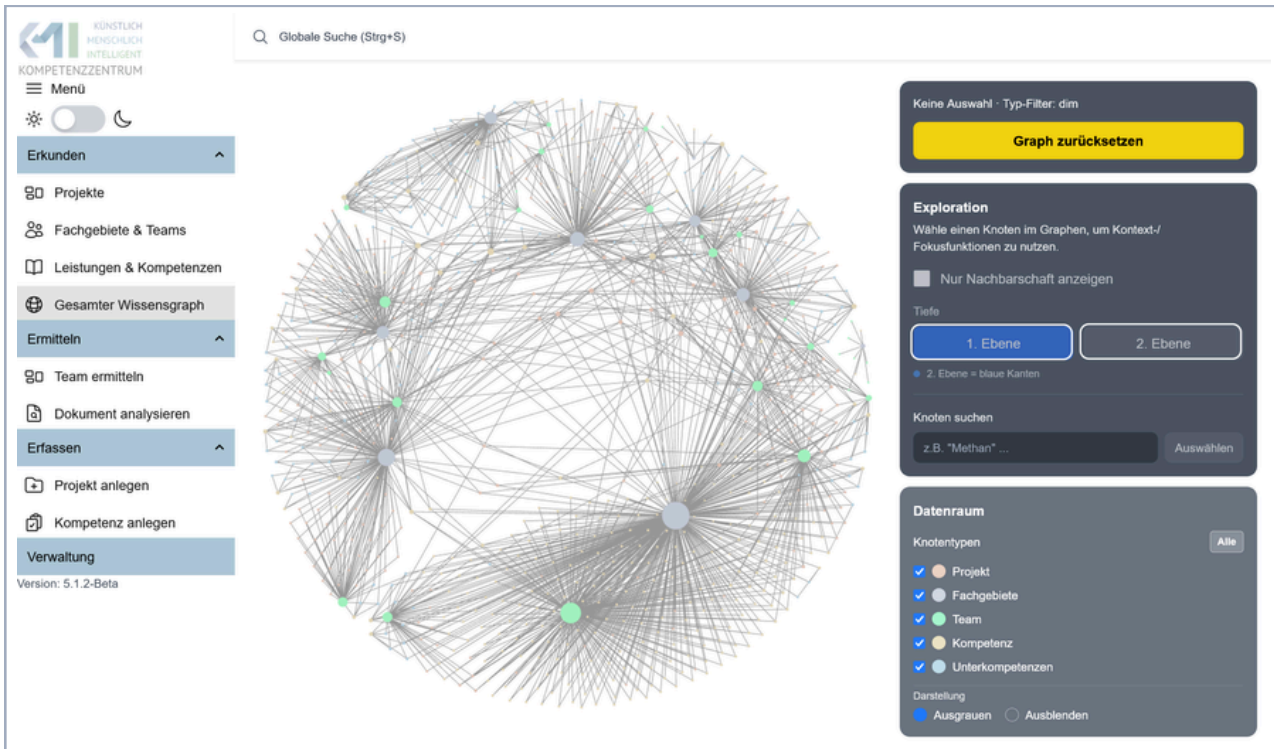 KÜNSTLICH
MENSCHLICH
INTELLIGENT
KOMPETENZZENTRUM
Menü
Erkunden
Projekte
Fachgebiete & Teams
Leistungen & Kompetenzen
Gesamter Wissensgraph
Ermitteln
Team ermitteln
Dokument analysieren
Erfassen
Projekt anlegen
Kompetenz anlegen
Verwaltung
Version: 5.1.2-Beta
Globale Suche (Strg+S)
Keine Auswahl · Typ-Filter: dim
Graph zurücksetzen
Exploration
Wähle einen Knoten im Graphen, um Kontext-/
Fokusfunktionen zu nutzen.
Nur Nachbarschaft anzeigen
Tiefe
1. Ebene
2. Ebene
2. Ebene = blaue Kanten
Knoten suchen
z.B. "Methan" ...
Auswählen
Datenraum
Knotentypen
Alle
Projekt
Fachgebiete
Team
Kompetenz
Unterkompetenzen
Darstellung
Ausgrauen
Ausblenden